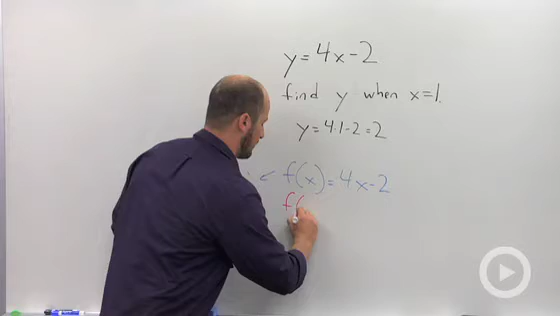 y=4x-2
find y when x=1.
y=4·1-2=2
< f(x)=4x-2
f(